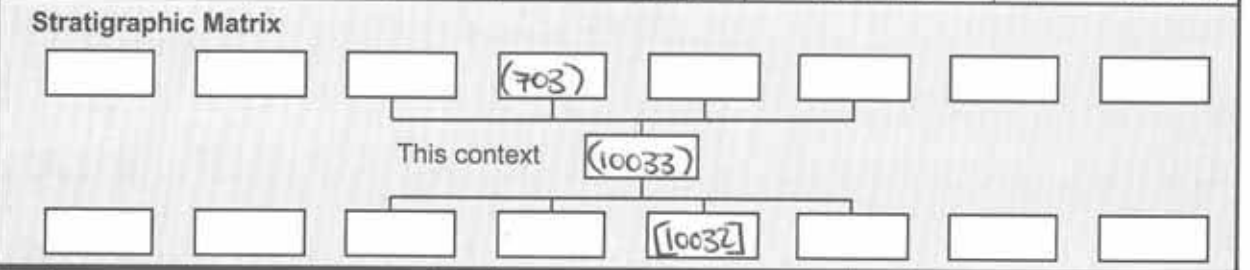 Stratigraphic Matrix
(703)
This context (10033)
[10032]